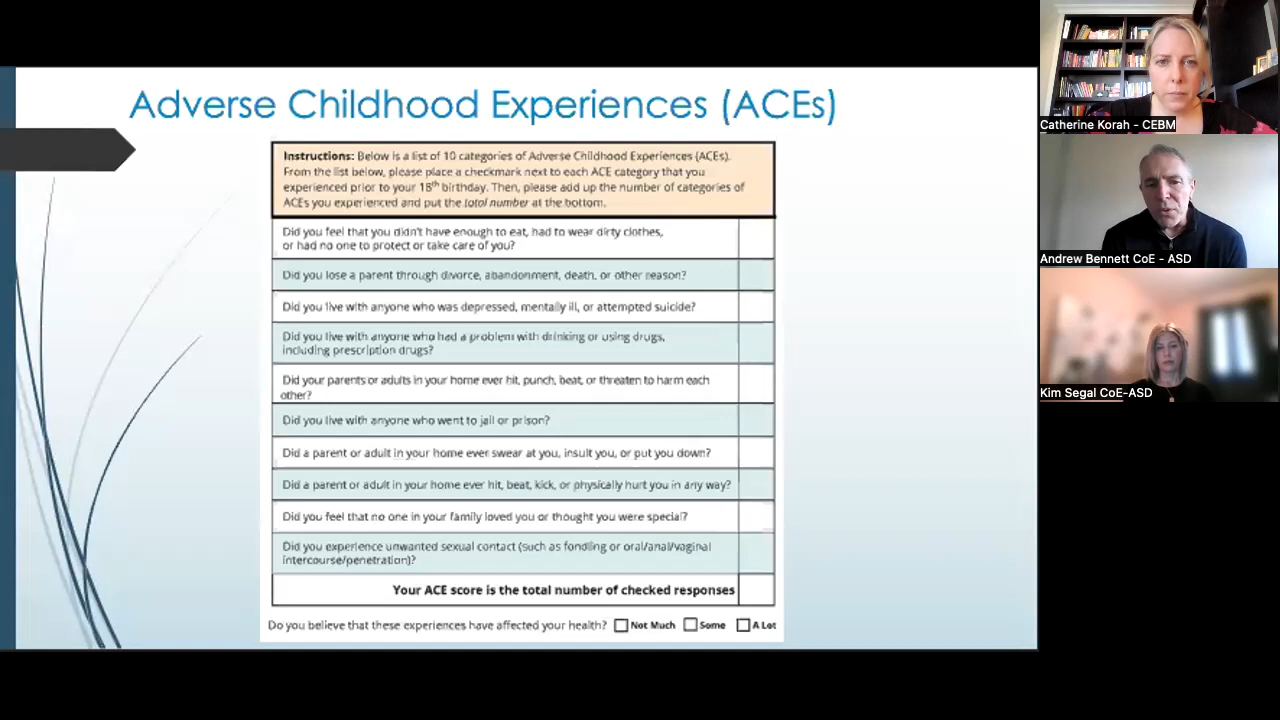 Adverse Childhood Experiences (ACEs)
Instructions: Below is a list of 10 categories of Adverse Childhood Experiences (ACEs).
From the list below, please place a checkmark next to each ACE category that you
experienced prior to your 18th birthday. Then, please add up the number of categories of
ACEs you experienced and put the total number at the bottom.
Did you feel that you didn't have enough to eat, had to wear dirty clothes,
or had no one to protect or take care of you?
Did you lose a parent through divorce, abandonment, death, or other reason?
Did you live with anyone who was depressed, mentally ill, or attempted suicide?
Did you live with anyone who had a problem with drinking or using drugs,
including prescription drugs?
Did your parents or adults in your home ever hit, punch, beat, or threaten to harm each
other?
Did you live with anyone who went to jail or prison?
Did a parent or adult in your home ever swear at you, insult you, or put you down?
Did a parent or adult in your home ever hit, beat, kick, or physically hurt you in any way?
Did you feel that no one in your family loved you or thought you were special?
Did you experience unwanted sexual contact (such as fondling or oral/anal/vaginal
intercourse/penetration)?
Your ACE score is the total number of checked responses
Do you believe that these experiences have affected your health? Not Much Some A Lot
Catherine Korah - CEBM
Andrew Bennett CoE - ASD
Kim Segal CoE-ASD